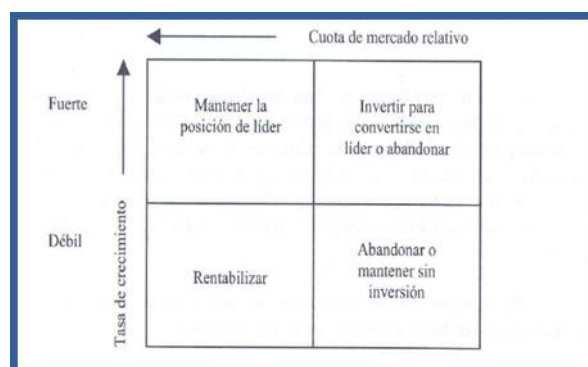 Cuota de mercado relativo
Fuerte
Mantener la
posición de líder
Invertir para
convertirse en
líder o abandonar
Débil
Rentabilizar
Abandonar o
mantener sin
inversión
Tasa de crecimiento